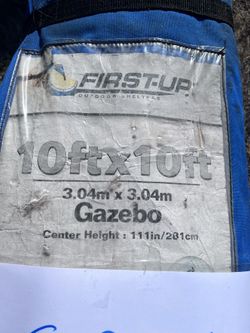 FIRST-UP
OUTDOOR SHELTERS
10ftx10ft
3.04m x 3.04m
Gazebo
Center Height : 111in/281cm